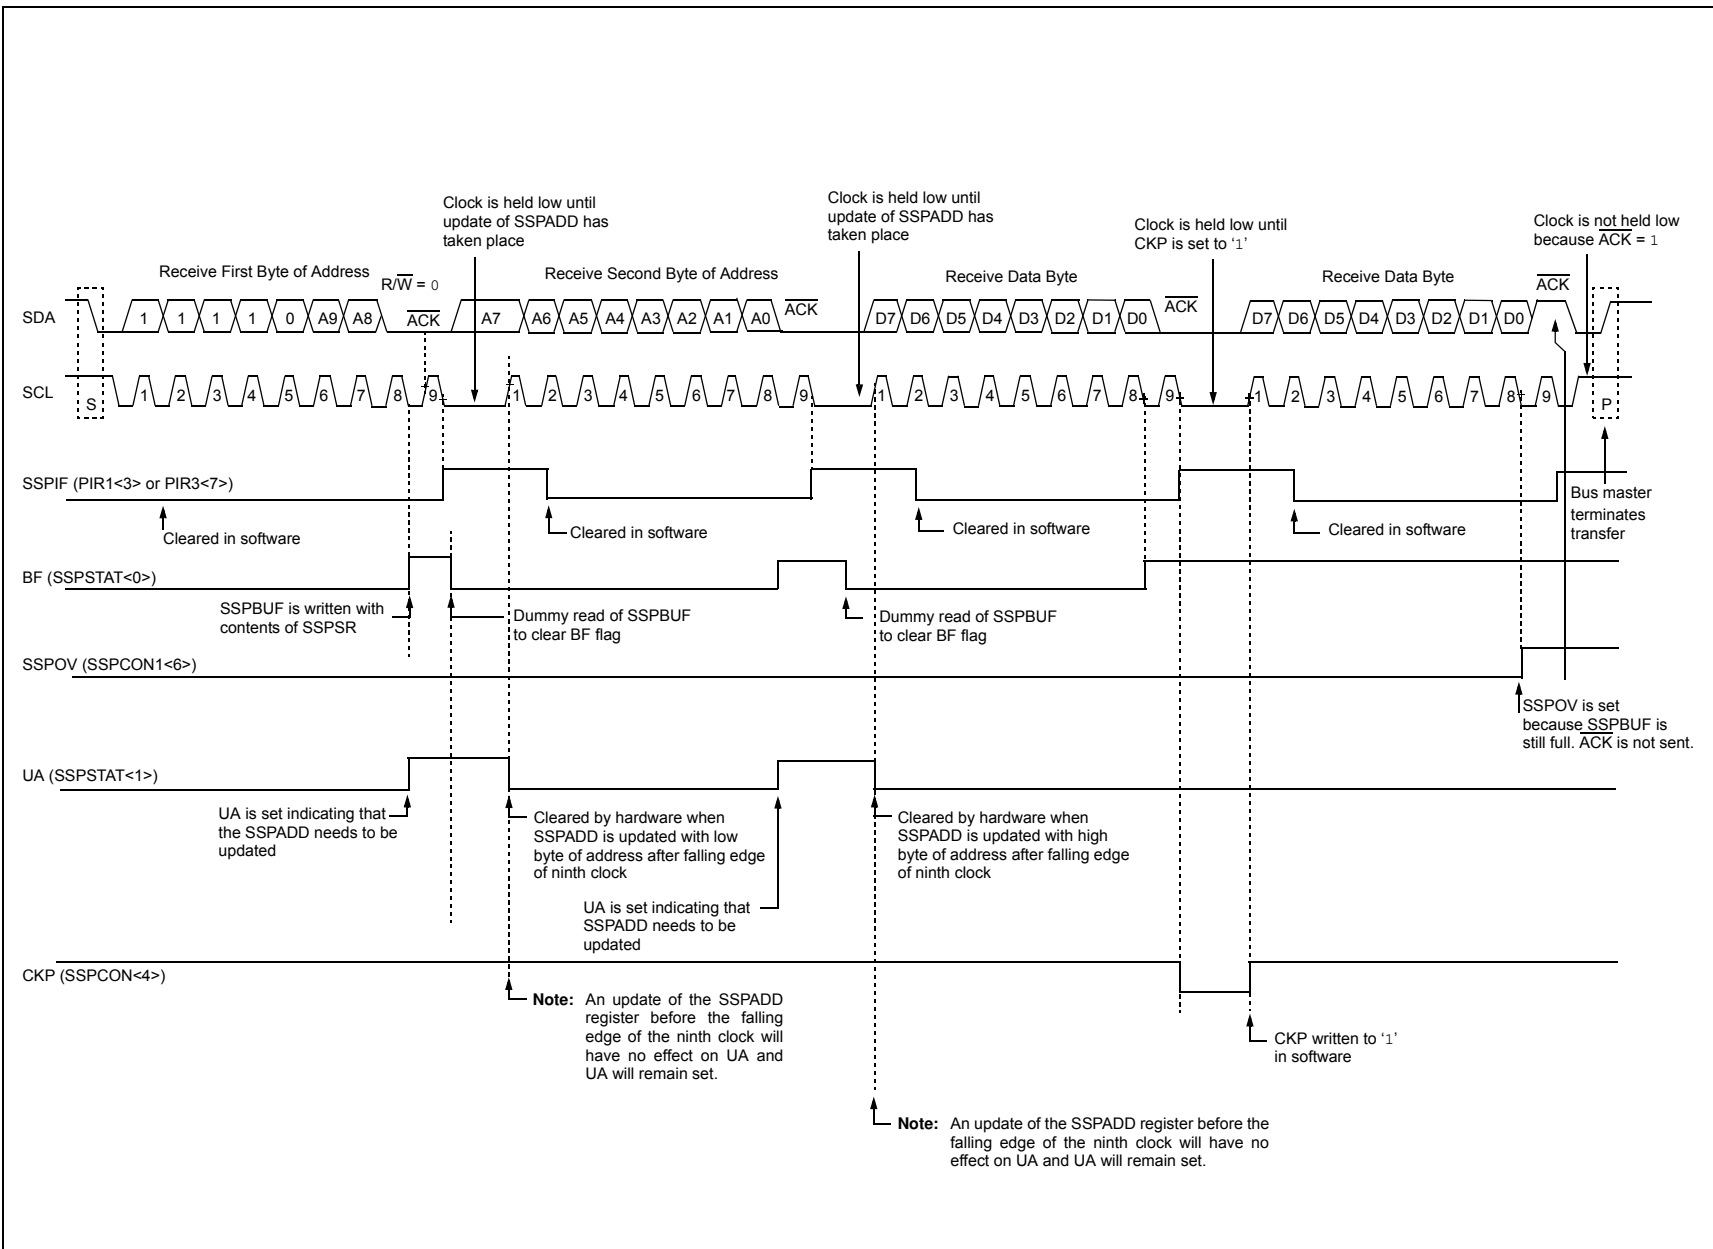 Clock is held low until
update of SSPADD has
taken place
Clock is held low until
update of SSPADD has
taken place
Clock is held low until
CKP is set to ‘1’
Clock is not held low
because ACK = 1
Receive First Byte of Address
R/W = 0
Receive Second Byte of Address
Receive Data Byte
Receive Data Byte
SDA
1 1 1 1 0 A9 A8 ACK A7 A6 A5 A4 A3 A2 A1 A0 ACK D7 D6 D5 D4 D3 D2 D1 D0 ACK D7 D6 D5 D4 D3 D2 D1 D0 ACK
SCL
S 1 2 3 4 5 6 7 8 9 1 2 3 4 5 6 7 8 9 1 2 3 4 5 6 7 8 9 1 2 3 4 5 6 7 8 9 P
SSPIF (PIR1<3> or PIR3<7>)
Cleared in software
Cleared in software
Cleared in software
Cleared in software
Bus master
terminates
transfer
BF (SSPSTAT<0>)
SSPBUF is written with
contents of SSPSR
Dummy read of SSPBUF
to clear BF flag
Dummy read of SSPBUF
to clear BF flag
SSPOV (SSPCON1<6>)
SSPOV is set
because SSPBUF is
still full. ACK is not sent.
UA (SSPSTAT<1>)
UA is set indicating that
the SSPADD needs to be
updated
Cleared by hardware when
SSPADD is updated with low
byte of address after falling edge
of ninth clock
Cleared by hardware when
SSPADD is updated with high
byte of address after falling edge
of ninth clock
UA is set indicating that
SSPADD needs to be
updated
CKP (SSPCON<4>)
Note: An update of the SSPADD
register before the falling
edge of the ninth clock will
have no effect on UA and
UA will remain set.
CKP written to ‘1’
in software
Note: An update of the SSPADD register before the
falling edge of the ninth clock will have no
effect on UA and UA will remain set.